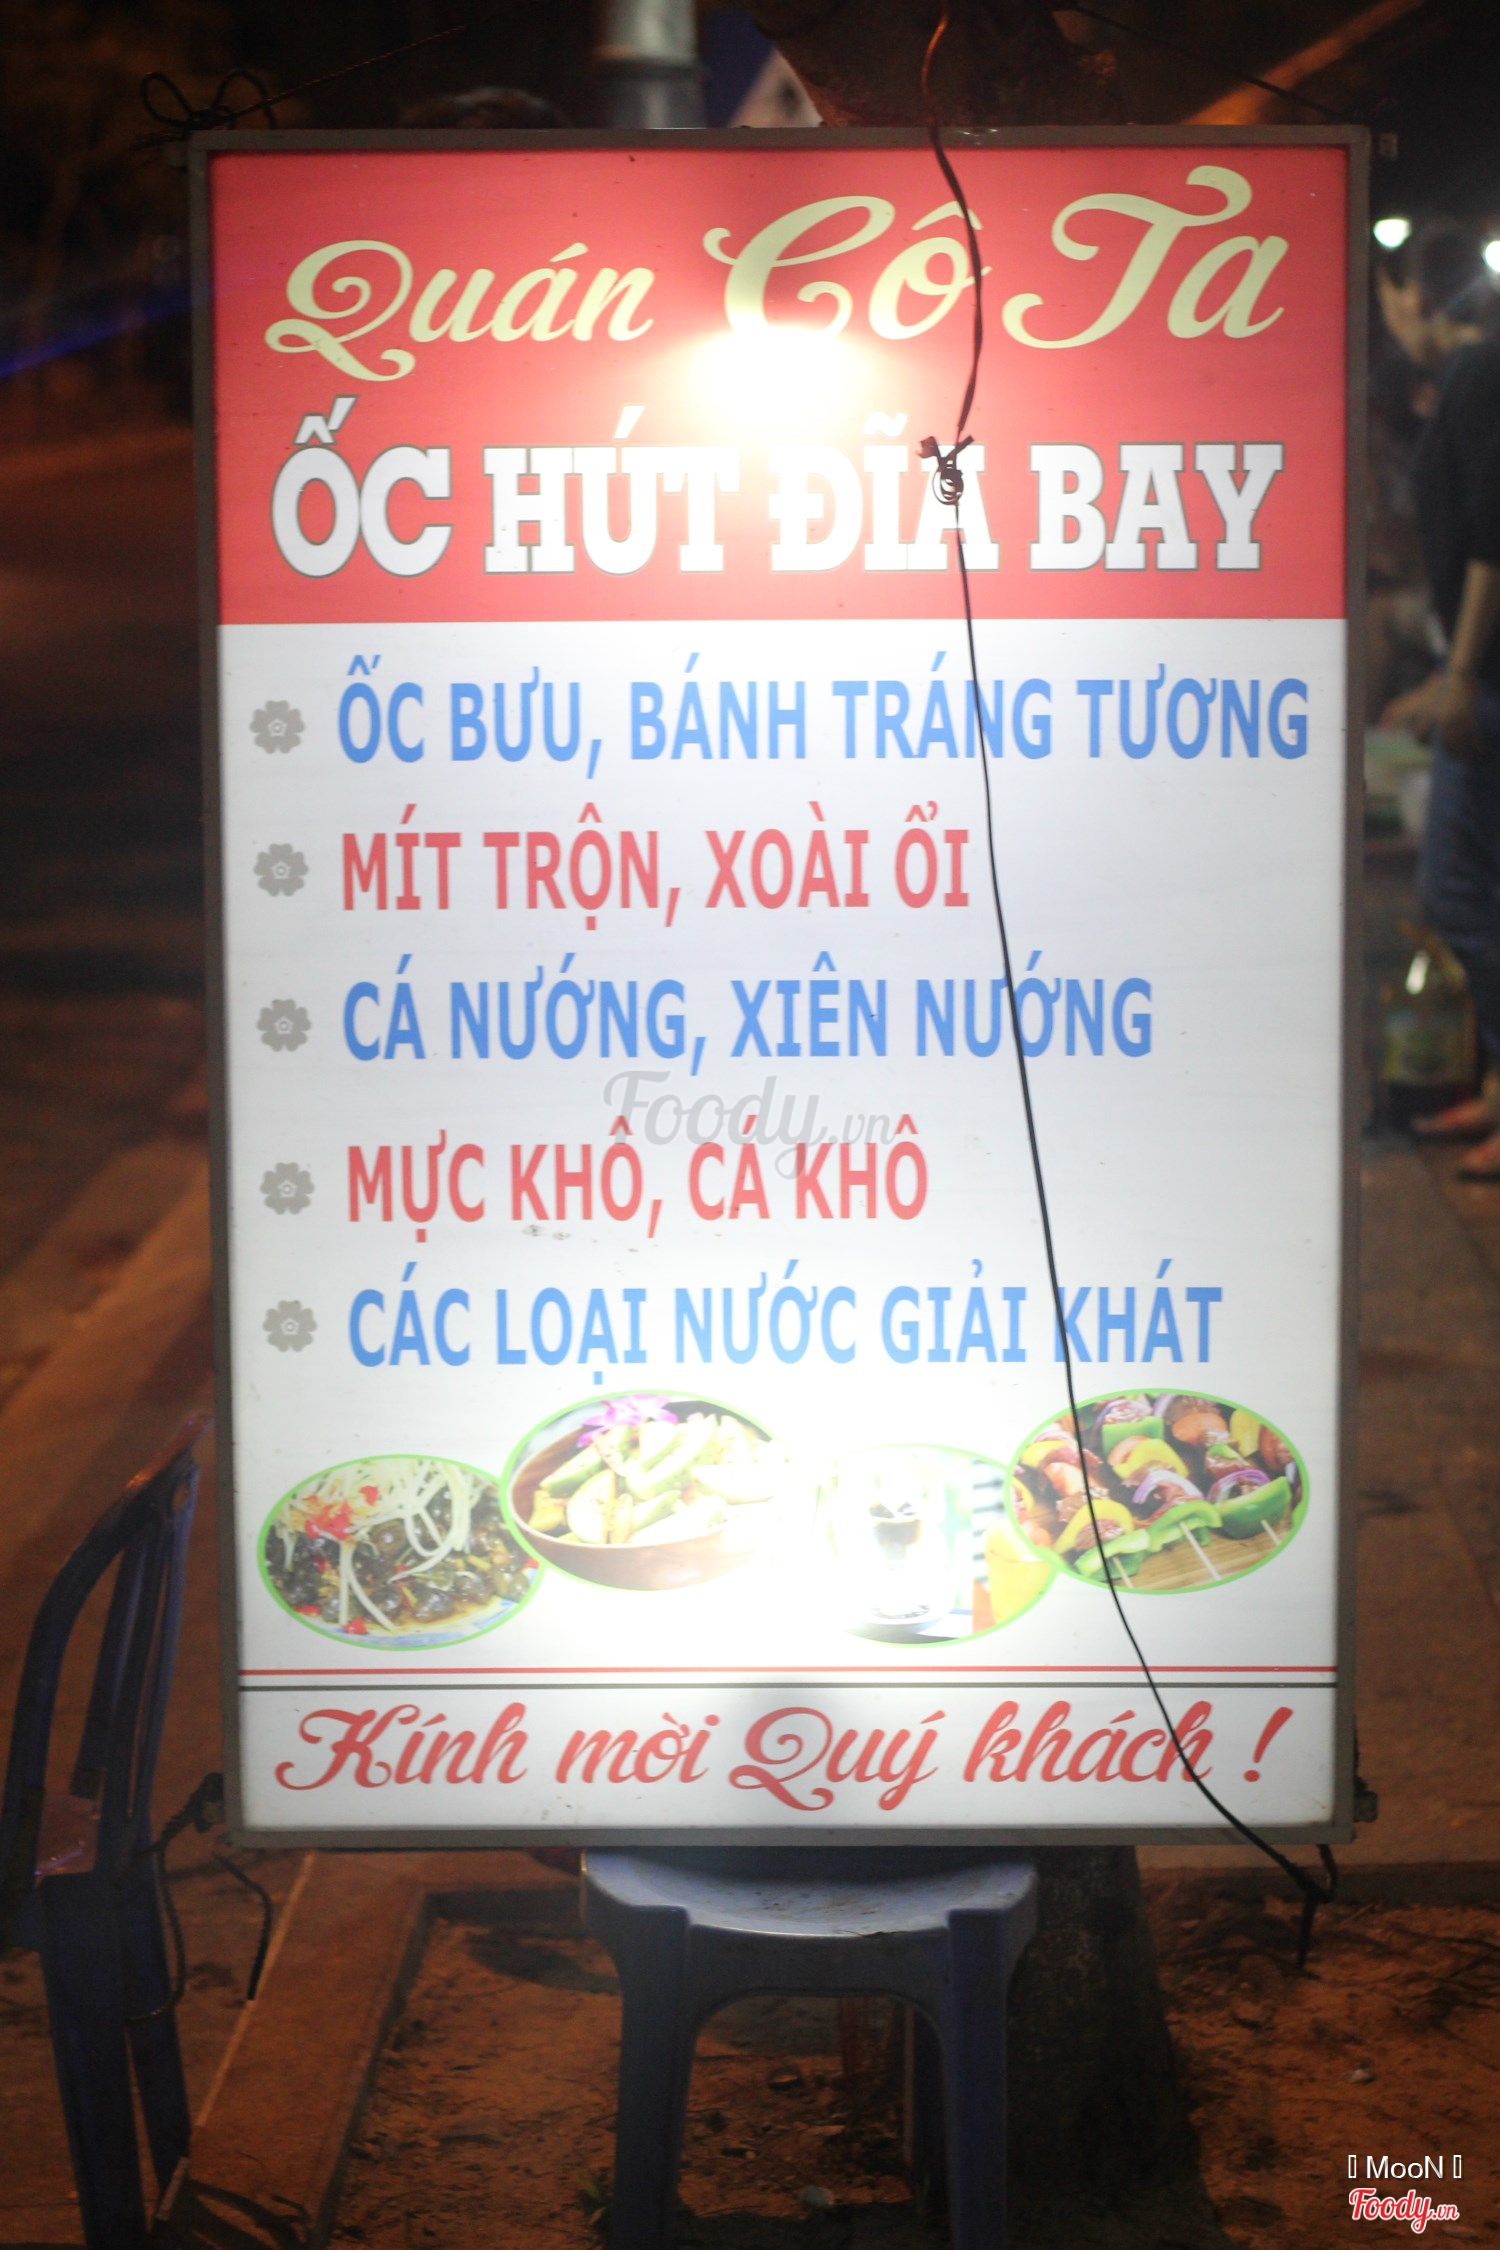 Quán Cô Ta
ỐC HÚT ĐĨA BAY
ỐC BƯU, BÁNH TRÁNG TƯƠNG
MÍT TRỘN, XOÀI ỔI
CÁ NƯỚNG, XIÊN NƯỚNG
Foody.vn
MỰC KHÔ, CÁ KHÔ
CÁC LOẠI NƯỚC GIẢI KHÁT
Kính mời Quý khách !
MooN
Foody.vn